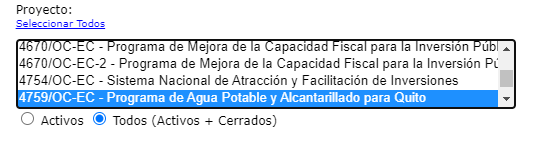 Proyecto:
Seleccionar Todos
4670/OC-EC - Programa de Mejora de la Capacidad Fiscal para la Inversión Públ
4670/OC-EC-2 - Programa de Mejora de la Capacidad Fiscal para la Inversión Pú
4754/OC-EC - Sistema Nacional de Atracción y Facilitación de Inversiones
4759/OC-EC - Programa de Agua Potable y Alcantarillado para Quito
Activos Todos (Activos + Cerrados)